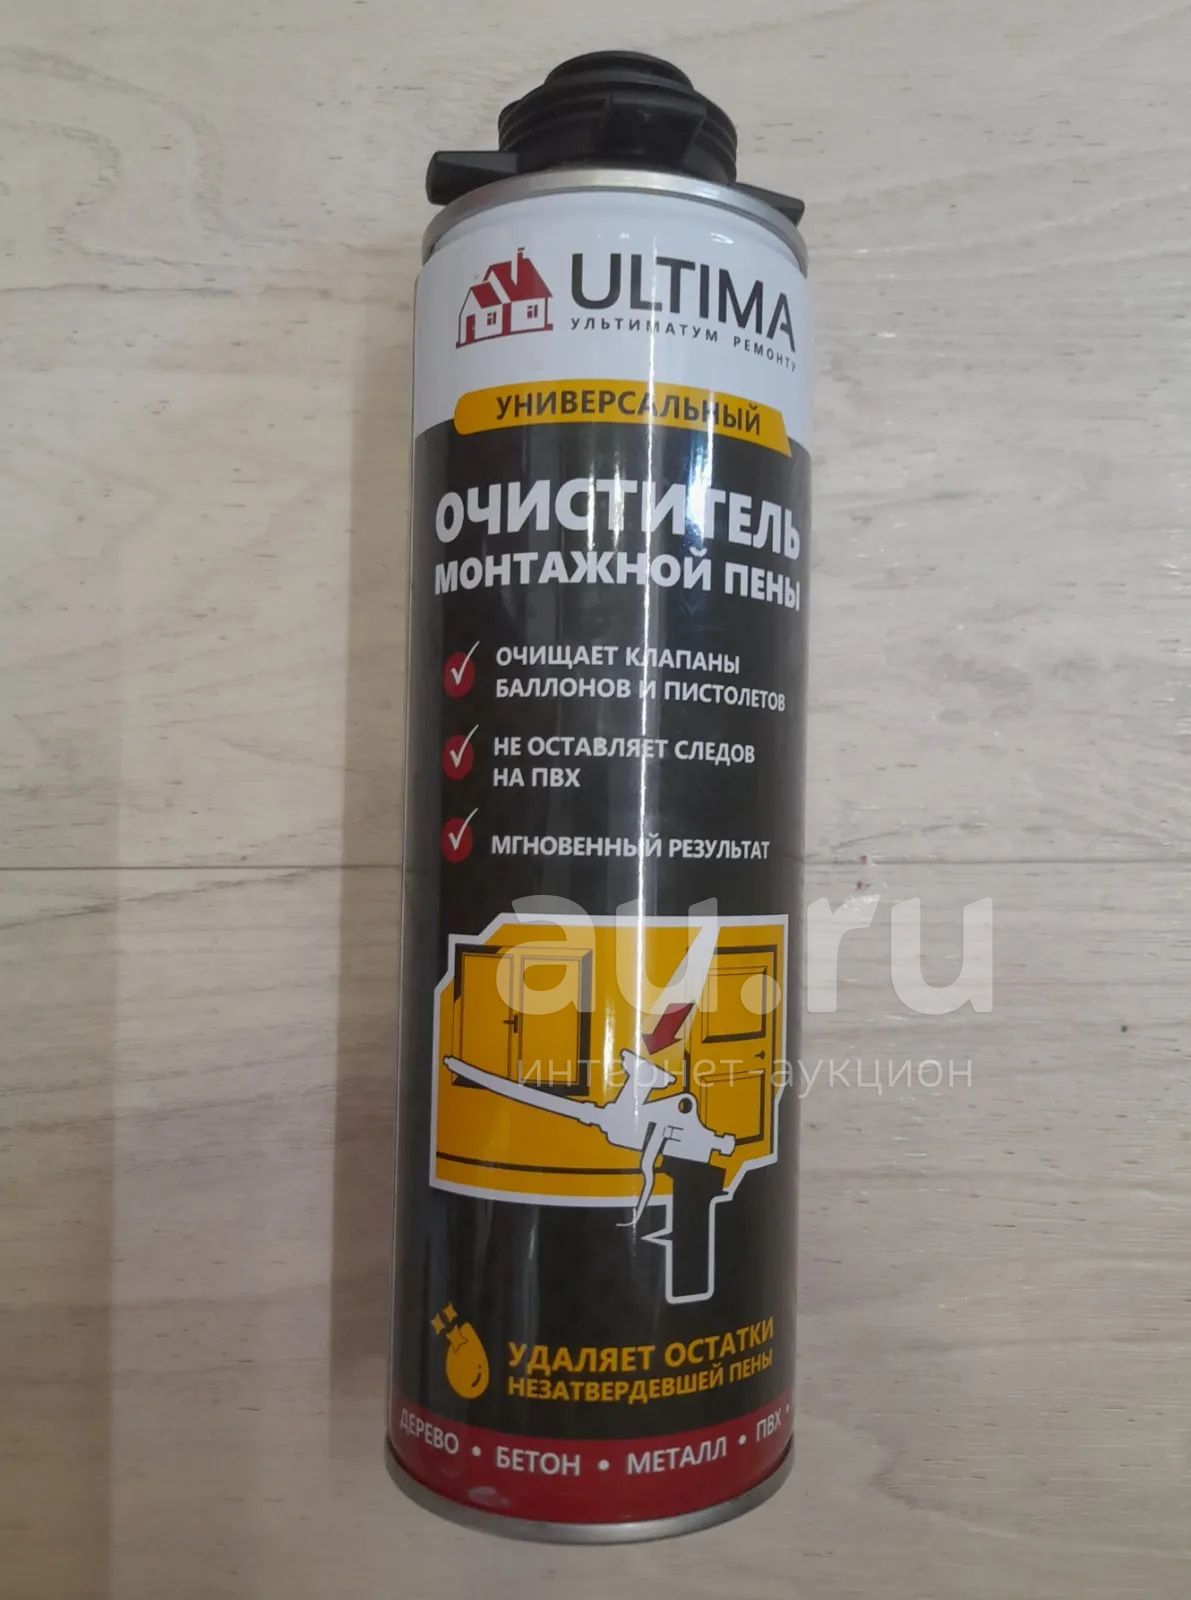 ULTIMA
УЛЬТИМАТУМ РЕМОНТУ
УНИВЕРСАЛЬНЫЙ
ОЧИСТИТЕЛЬ
МОНТАЖНОЙ ПЕНЫ
ОЧИЩАЕТ КЛАПАНЫ
БАЛЛОНОВ И ПИСТОЛЕТОВ
НЕ ОСТАВЛЯЕТ СЛЕДОВ
НА ПВХ
МГНОВЕННЫЙ РЕЗУЛЬТАТ
au.ru
интернет-аукцион
УДАЛЯЕТ ОСТАТКИ
НЕЗАТВЕРДЕВШЕЙ ПЕНЫ
ДЕРЕВО • БЕТОН • МЕТАЛЛ • ПВХ •